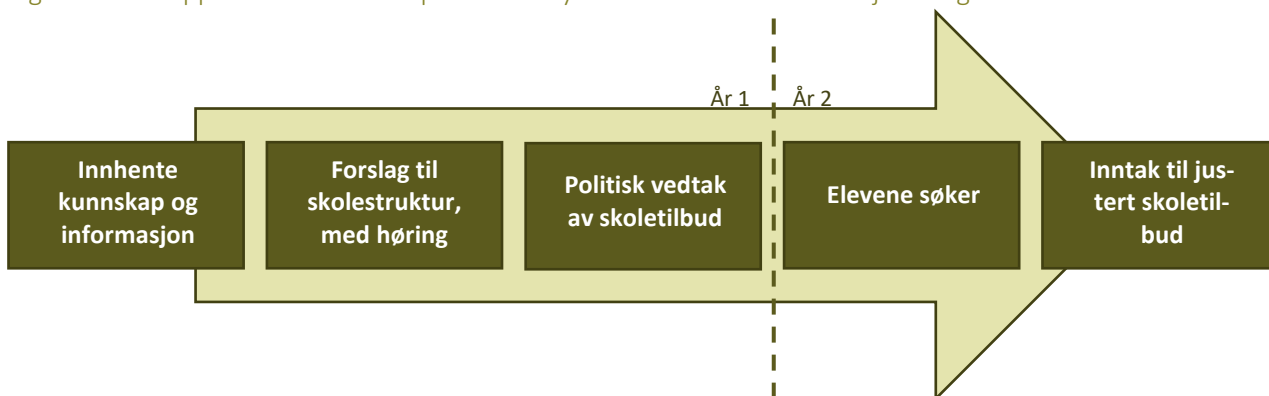 År 1
År 2
Innhente
kunnskap og
informasjon
Forslag til
skolestruktur,
med høring
Politisk vedtak
av skoletilbud
Elevene søker
Inntak til jus-
tert skoletil-
bud